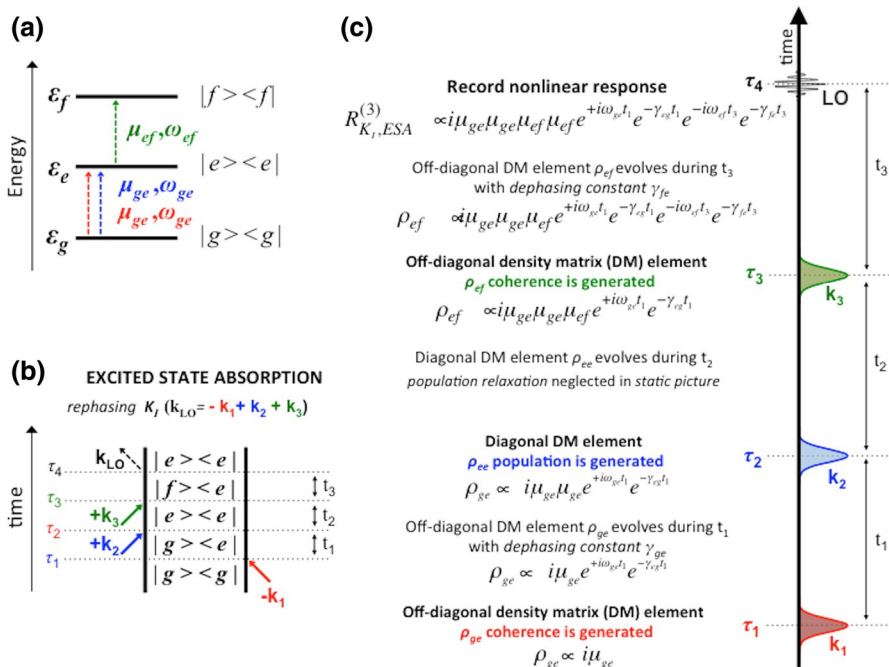 (a)
Energy
ε_f
|f><f|
μ_ef,ω_ef
ε_e
|e><e|
μ_ge,ω_ge
μ_ge,ω_ge
ε_g
|g><g|
(b)
EXCITED STATE ABSORPTION
rephasing K_I (k_LO= - k_1+ k_2 + k_3)
time
k_LO
|e><e|
τ_4
|f><e|
t_3
τ_3
+k_3
|e><e|
t_2
τ_2
+k_2
|g><e|
t_1
τ_1
|g><g|
-k_1
(c)
time
τ_4
LO
Record nonlinear response
R^(3)_K_I,ESA ∝iμ_ge μ_ge μ_ef μ_ef e^+iω_ge t_1 e^-γ_eg t_1 e^-iω_ef t_3 e^-γ_fe t_3
Off-diagonal DM element ρ_ef evolves during t_3
with dephasing constant γ_fe
t_3
ρ_ef ∝iμ_ge μ_ge μ_ef e^+iω_ge t_1 e^-γ_eg t_1 e^-iω_ef t_3 e^-γ_fe t_3
Off-diagonal density matrix (DM) element
ρ_ef coherence is generated
τ_3
k_3
ρ_ef ∝iμ_ge μ_ge μ_ef e^+iω_ge t_1 e^-γ_eg t_1
Diagonal DM element ρ_ee evolves during t_2
t_2
population relaxation neglected in static picture
Diagonal DM element
ρ_ee population is generated
τ_2
k_2
ρ_ge ∝ iμ_ge μ_ge e^+iω_ge t_1 e^-γ_eg t_1
Off-diagonal DM element ρ_ge evolves during t_1
with dephasing constant γ_ge
t_1
ρ_ge ∝ iμ_ge e^+iω_ge t_1 e^-γ_eg t_1
Off-diagonal density matrix (DM) element
ρ_ge coherence is generated
τ_1
k_1
ρ_ge ∝ iμ_ge